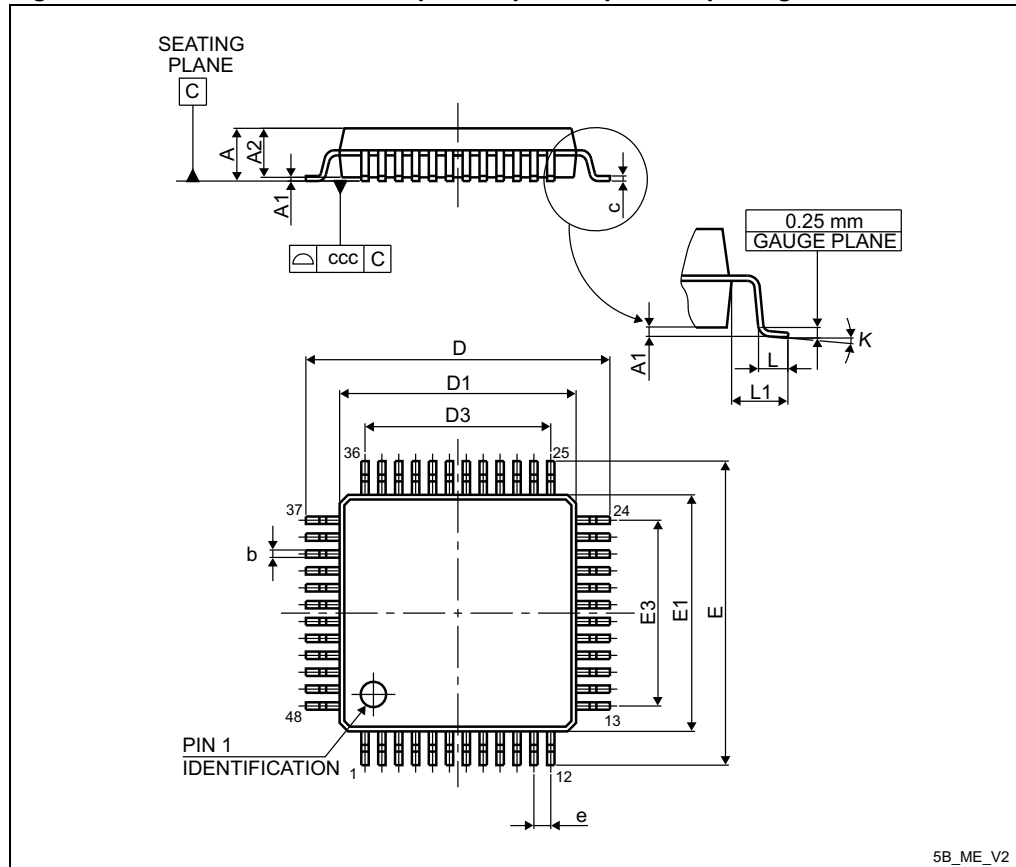 SEATING
PLANE
C
A
A2
A1
c
ccc C
0.25 mm
GAUGE PLANE
A1
L
L1
K
D
D1
D3
36
25
37
24
b
E3
E1
E
48
13
PIN 1
IDENTIFICATION
1
12
e
5B_ME_V2